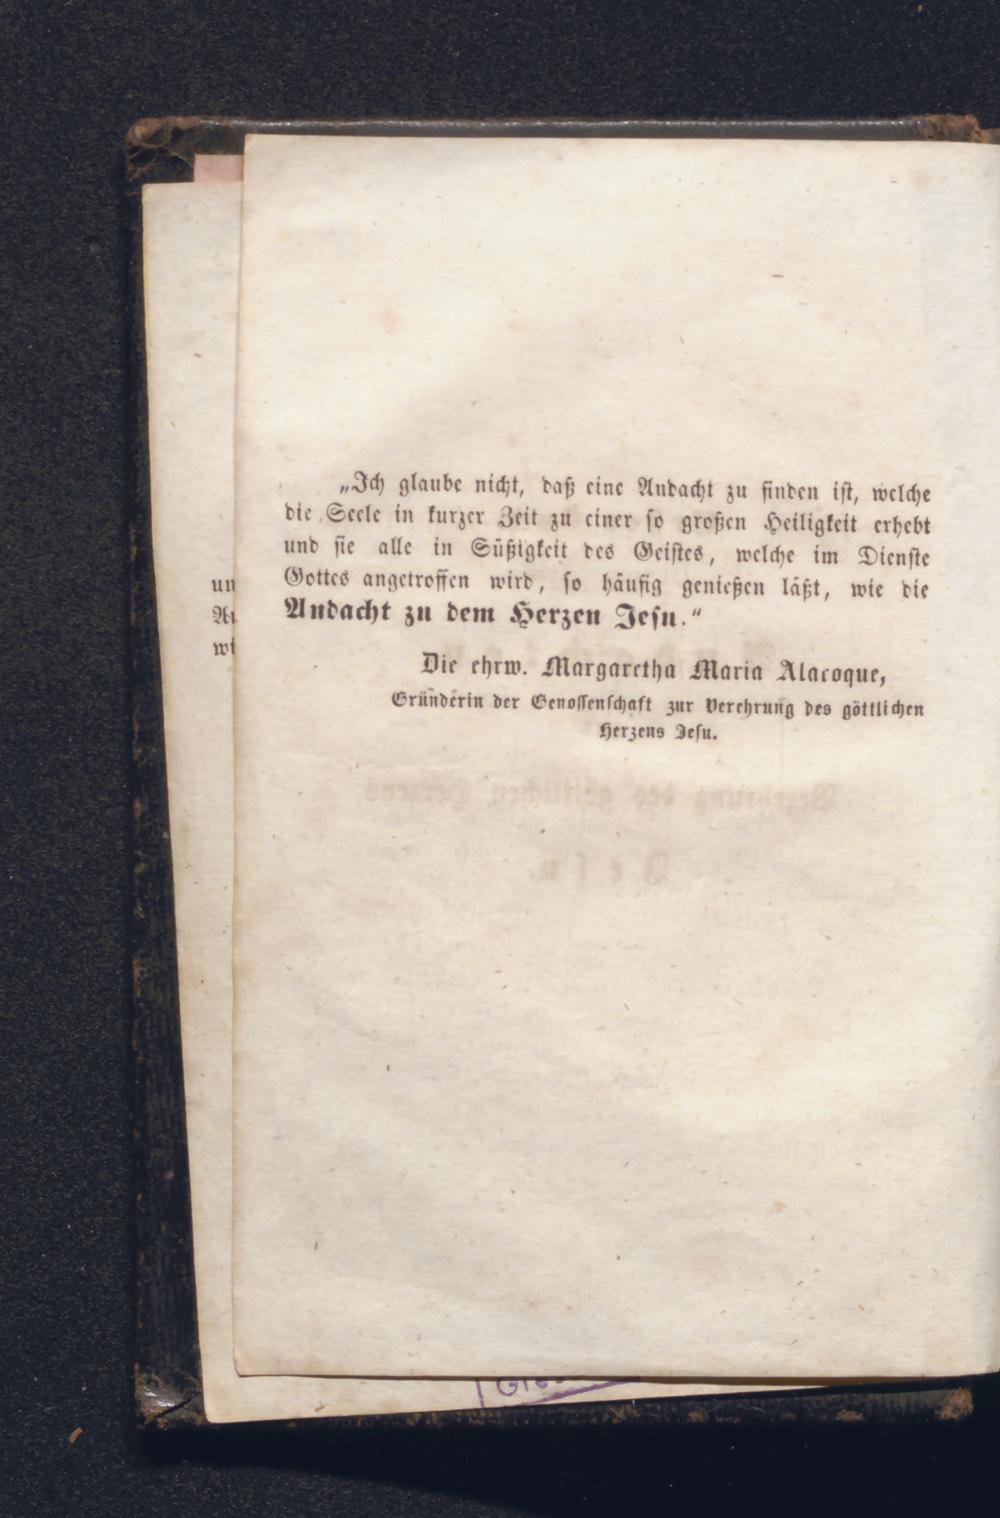 „Ich glaube nicht, daß eine Andacht zu finden ist, welche
die Seele in kurzer Zeit zu einer so großen Heiligkeit erhebt
und sie alle in Süßigkeit des Geistes, welche im Dienste
Gottes angetroffen wird, so häufig genießen läßt, wie die
Andacht zu dem Herzen Jesu.“
Die ehrw. Margaretha Maria Alacoque,
Gründerin der Genossenschaft zur Verehrung des göttlichen
Herzens Jesu.